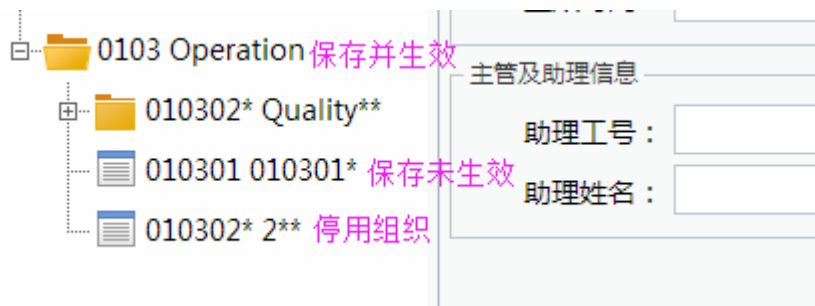 0103 Operation 保存并生效
010302* Quality**
010301 010301* 保存未生效
010302* 2** 停用组织
主管及助理信息
助理工号：
助理姓名：